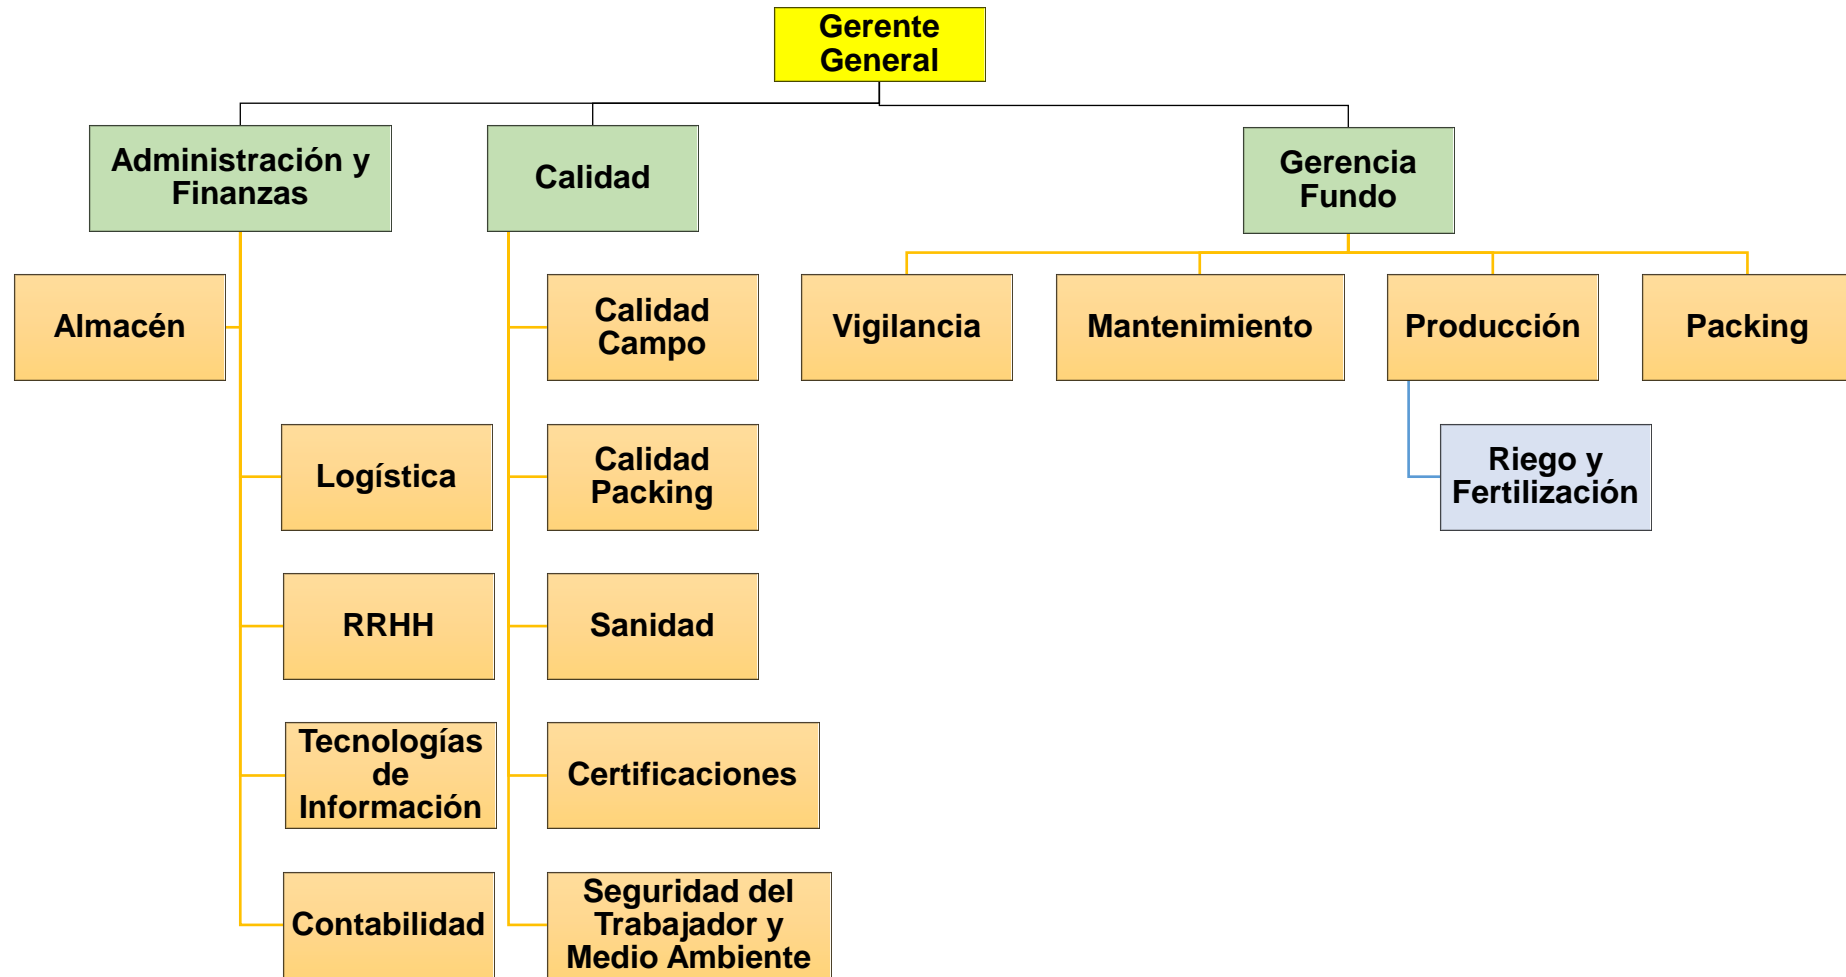 Gerente
General
Administración y
Finanzas
Calidad
Gerencia
Fundo
Almacén
Calidad
Campo
Vigilancia
Mantenimiento
Producción
Packing
Logística
Calidad
Packing
Riego y
Fertilización
RRHH
Sanidad
Tecnologías
de
Información
Certificaciones
Contabilidad
Seguridad del
Trabajador y
Medio Ambiente